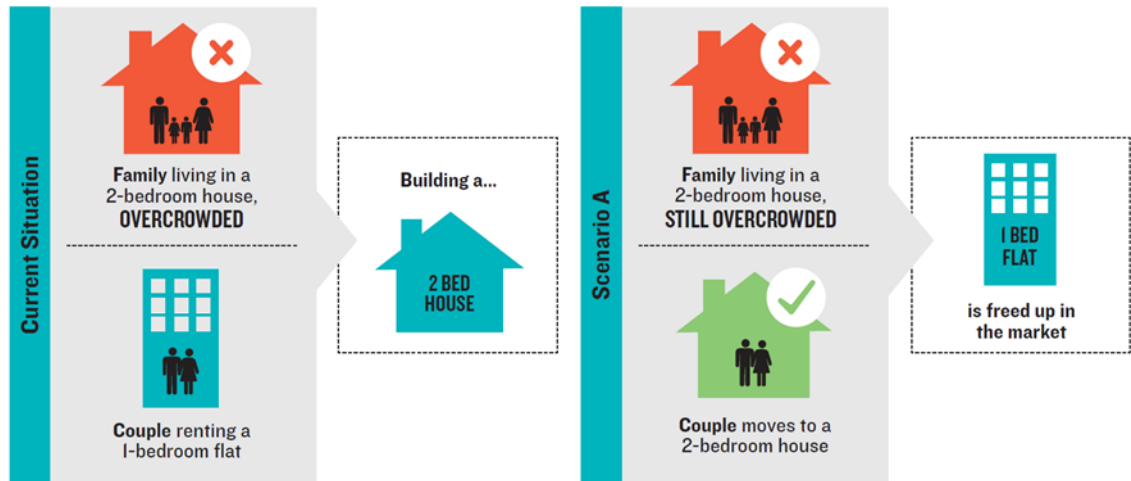 Current Situation
Family living in a
2-bedroom house,
OVERCROWDED
Couple renting a
1-bedroom flat
Building a...
2 BED
HOUSE
Scenario A
Family living in a
2-bedroom house,
STILL OVERCROWDED
Couple moves to a
2-bedroom house
1 BED
FLAT
is freed up in
the market